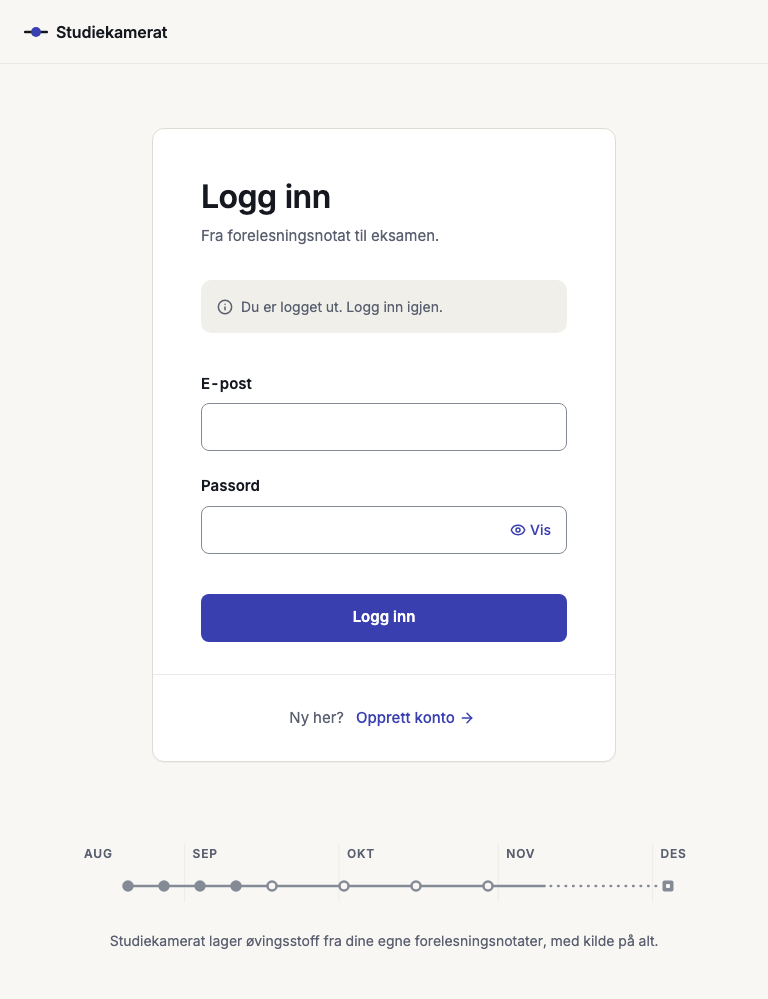 Studiekamerat
Logg inn
Fra forelesningsnotat til eksamen.
Du er logget ut. Logg inn igjen.
E-post
Passord
Vis
Logg inn
Ny her? Opprett konto →
AUG SEP OKT NOV DES
Studiekamerat lager øvingsstoff fra dine egne forelesningsnotater, med kilde på alt.